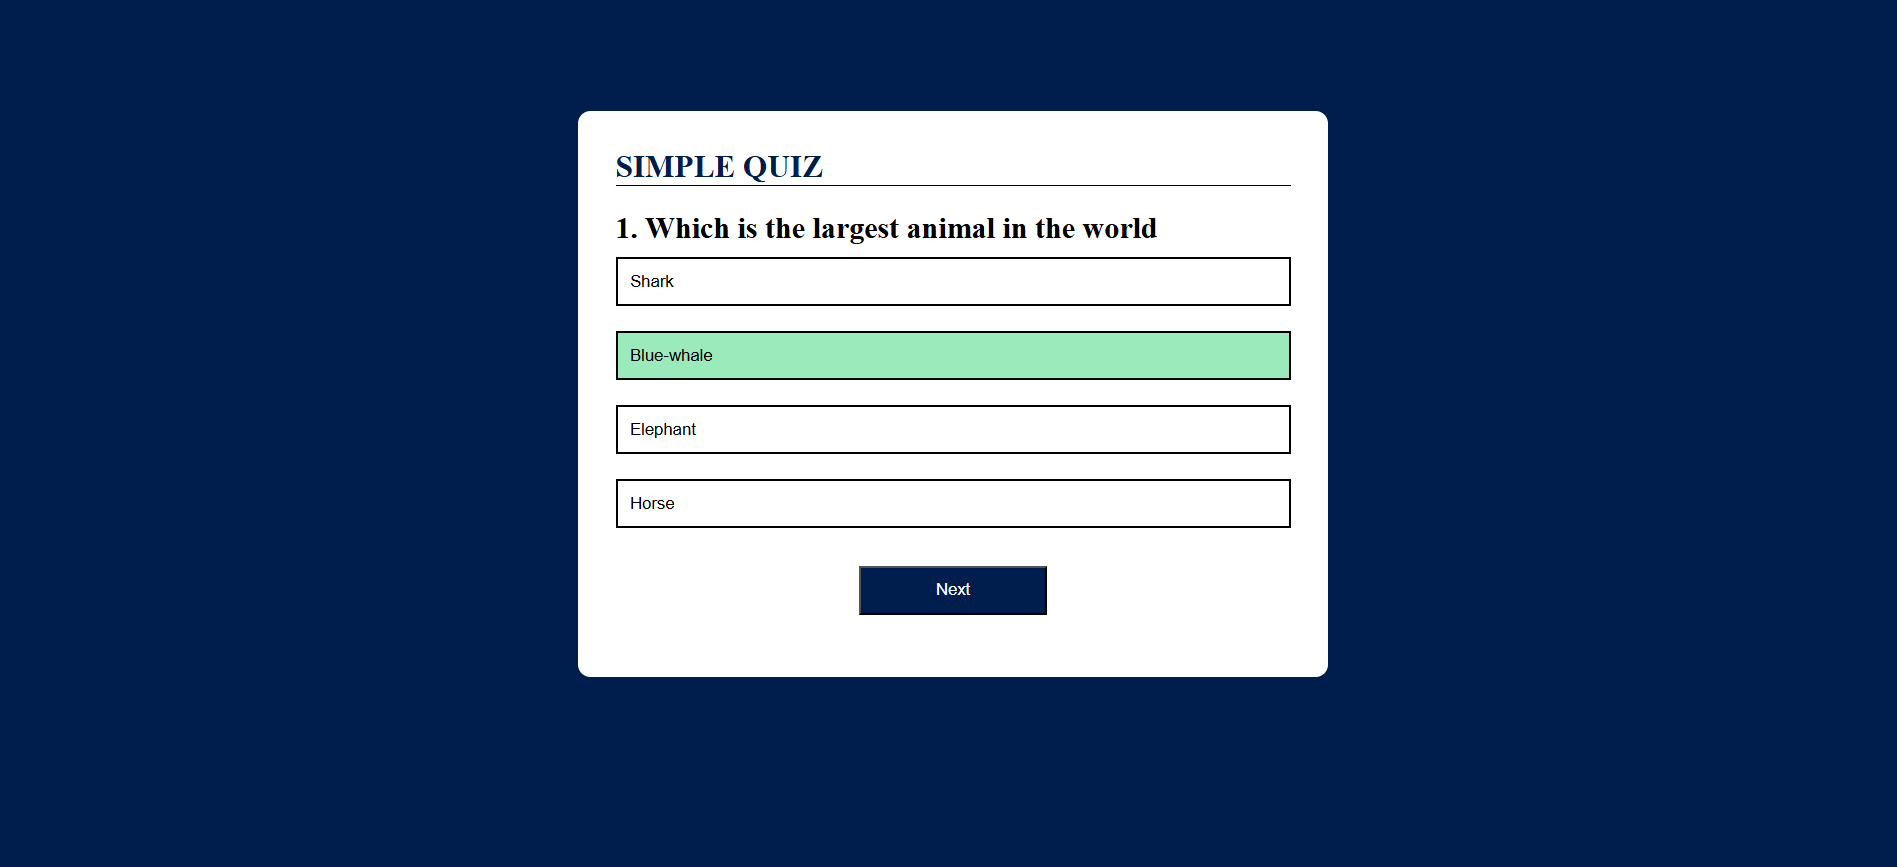 SIMPLE QUIZ
1. Which is the largest animal in the world
Shark
Blue-whale
Elephant
Horse
Next